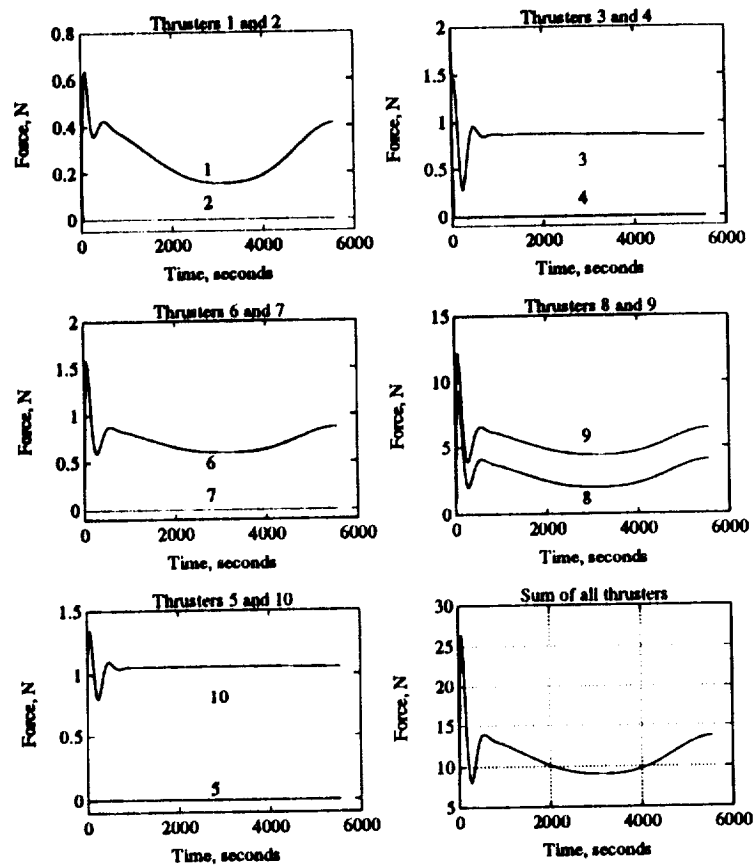 Thrusters 1 and 2
Force, N
0.8
0.6
0.4
0.2
0
1
2
0 2000 4000 6000
Time, seconds
Thrusters 3 and 4
Force, N
2
1.5
1
0.5
0
3
4
0 2000 4000 6000
Time, seconds
Thrusters 6 and 7
Force, N
2
1.5
1
0.5
0
6
7
0 2000 4000 6000
Time, seconds
Thrusters 8 and 9
Force, N
15
10
5
0
9
8
0 2000 4000 6000
Time, seconds
Thrusters 5 and 10
Force, N
1.5
1
0.5
0
10
5
0 2000 4000 6000
Time, seconds
Sum of all thrusters
Force, N
30
25
20
15
10
5
0 2000 4000 6000
Time, seconds